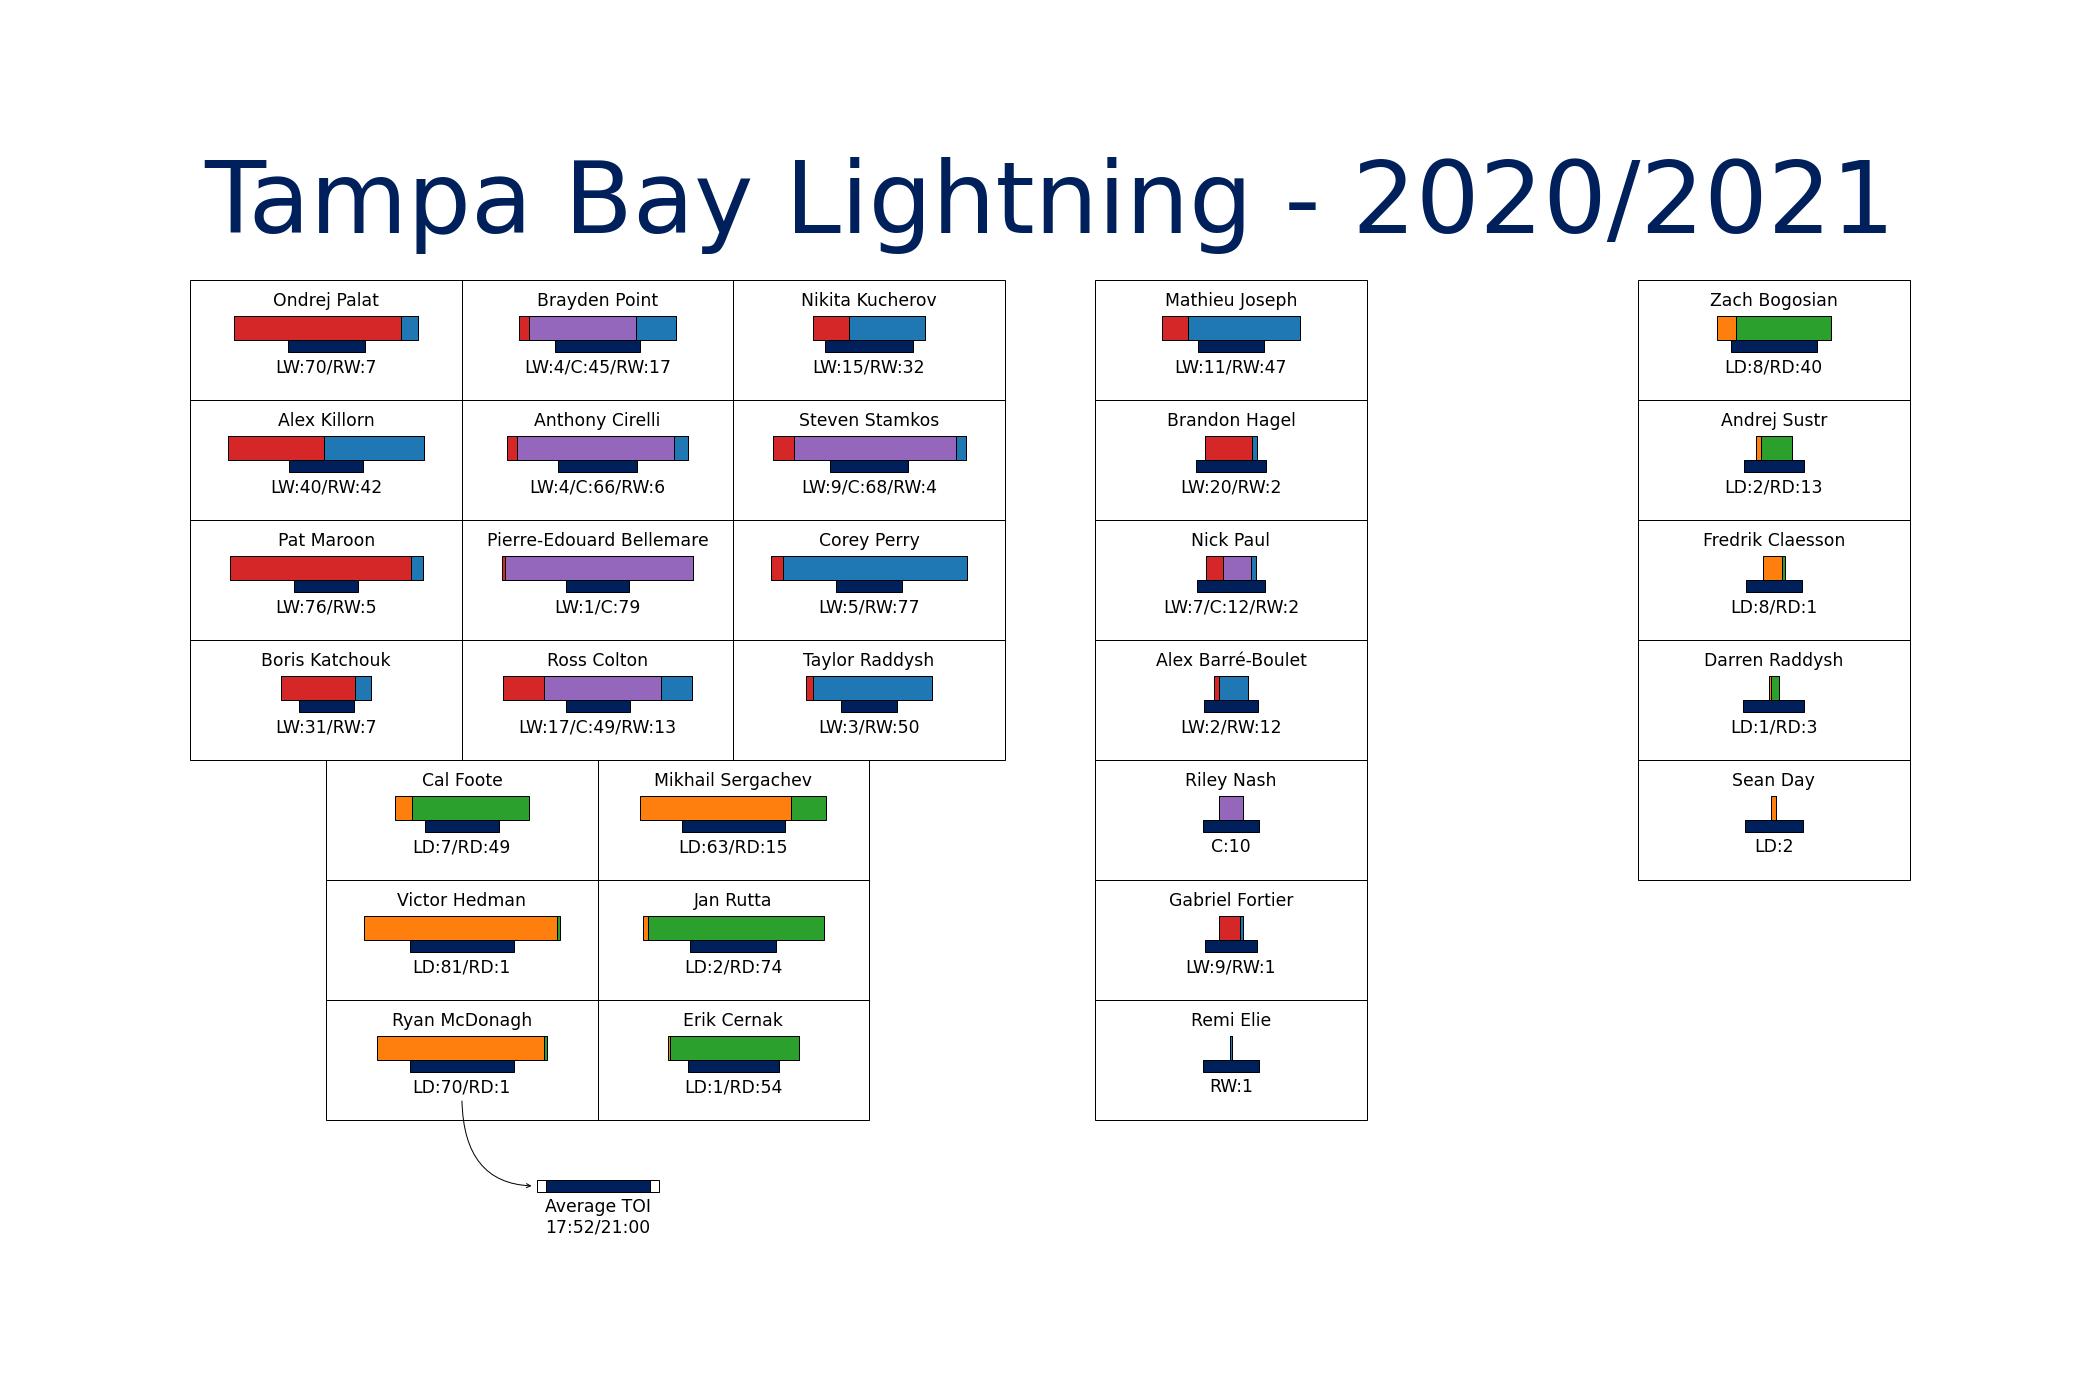 Tampa Bay Lightning - 2020/2021
Ondrej Palat
LW:70/RW:7
Brayden Point
LW:4/C:45/RW:17
Nikita Kucherov
LW:15/RW:32
Alex Killorn
LW:40/RW:42
Anthony Cirelli
LW:4/C:66/RW:6
Steven Stamkos
LW:9/C:68/RW:4
Pat Maroon
LW:76/RW:5
Pierre-Edouard Bellemare
LW:1/C:79
Corey Perry
LW:5/RW:77
Boris Katchouk
LW:31/RW:7
Ross Colton
LW:17/C:49/RW:13
Taylor Raddysh
LW:3/RW:50
Cal Foote
LD:7/RD:49
Mikhail Sergachev
LD:63/RD:15
Victor Hedman
LD:81/RD:1
Jan Rutta
LD:2/RD:74
Ryan McDonagh
LD:70/RD:1
Erik Cernak
LD:1/RD:54
Average TOI
17:52/21:00
Mathieu Joseph
LW:11/RW:47
Brandon Hagel
LW:20/RW:2
Nick Paul
LW:7/C:12/RW:2
Alex Barré-Boulet
LW:2/RW:12
Riley Nash
C:10
Gabriel Fortier
LW:9/RW:1
Remi Elie
RW:1
Zach Bogosian
LD:8/RD:40
Andrej Sustr
LD:2/RD:13
Fredrik Claesson
LD:8/RD:1
Darren Raddysh
LD:1/RD:3
Sean Day
LD:2